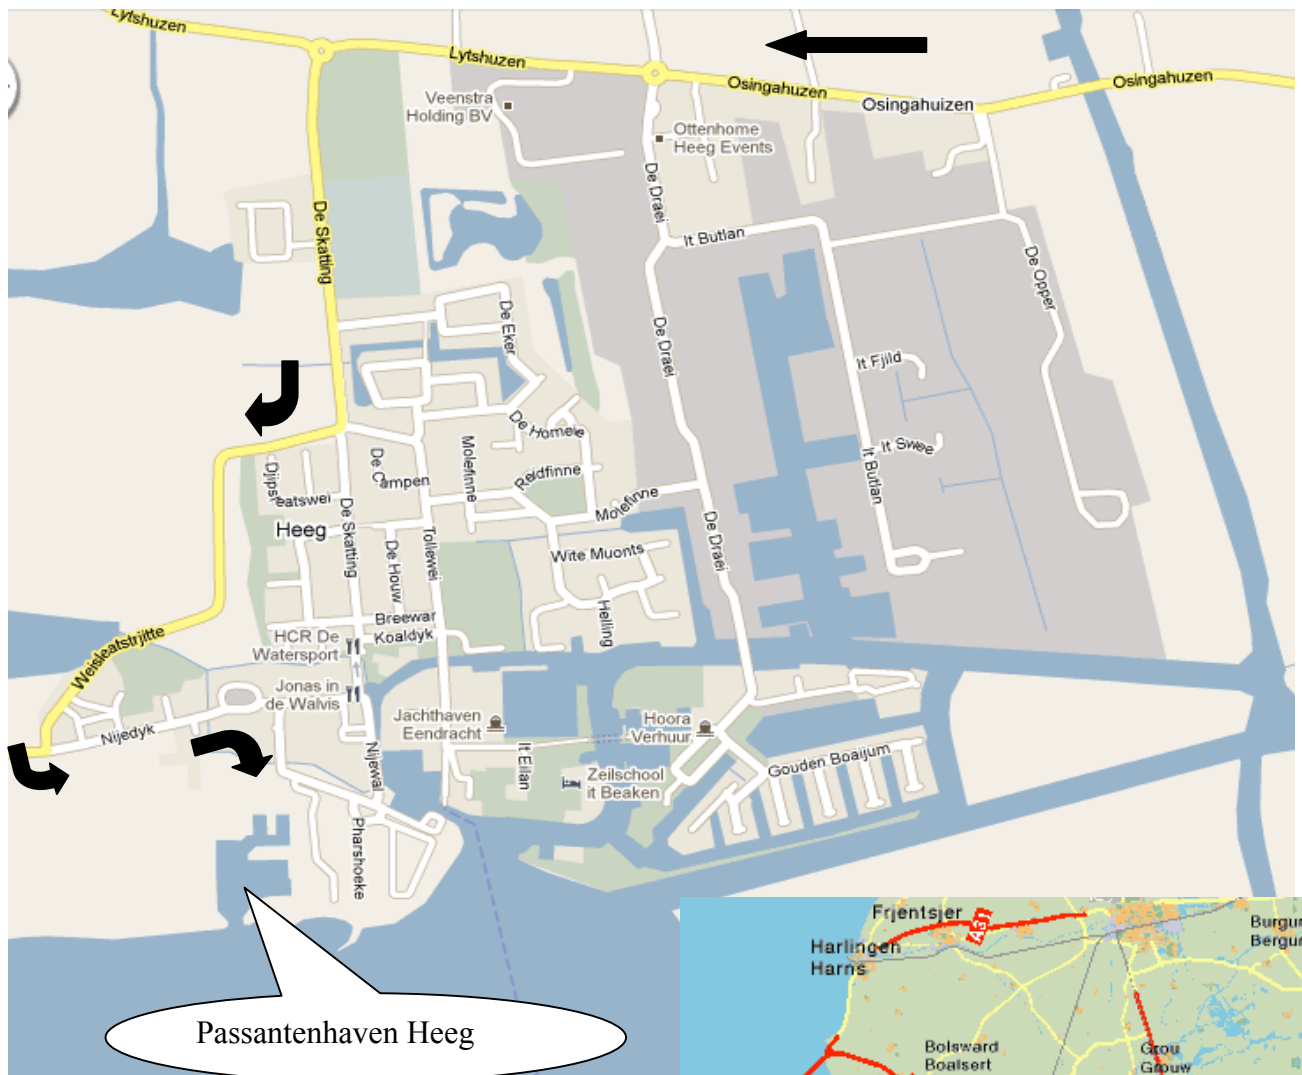 Lytshuzen
Lytshuzen
Osingahuzen
Osingahuizen
Osingahuzen
Veenstra
Holding BV
Ottenhome
Heeg Events
De Draei
It Butlan
De Skatting
De Opper
De Eker
De Draei
It Fjild
De Homeie
It Swee
It Butlan
De
Campen
Molefinne
Reidfinne
Djips
eatswei
Molefinne
Heeg
De Skatting
De Houw
Tollewei
De Draei
Wite Muonts
Helling
Breewar
Koaldyk
HCR De
Watersport
Weisleatstrjitte
Jonas in
de Walvis
Nijedyk
Jachthaven
Eendracht
Hoora
Verhuur
Nijewal
It Eilan
Gouden Boaijum
Zeilschool
it Beaken
Pharshoeke
Passantenhaven Heeg
Frjentsjer
A31
Harlingen
Harns
Burgu
Bergu
Bolsward
Boalsert
Grou
Grouw